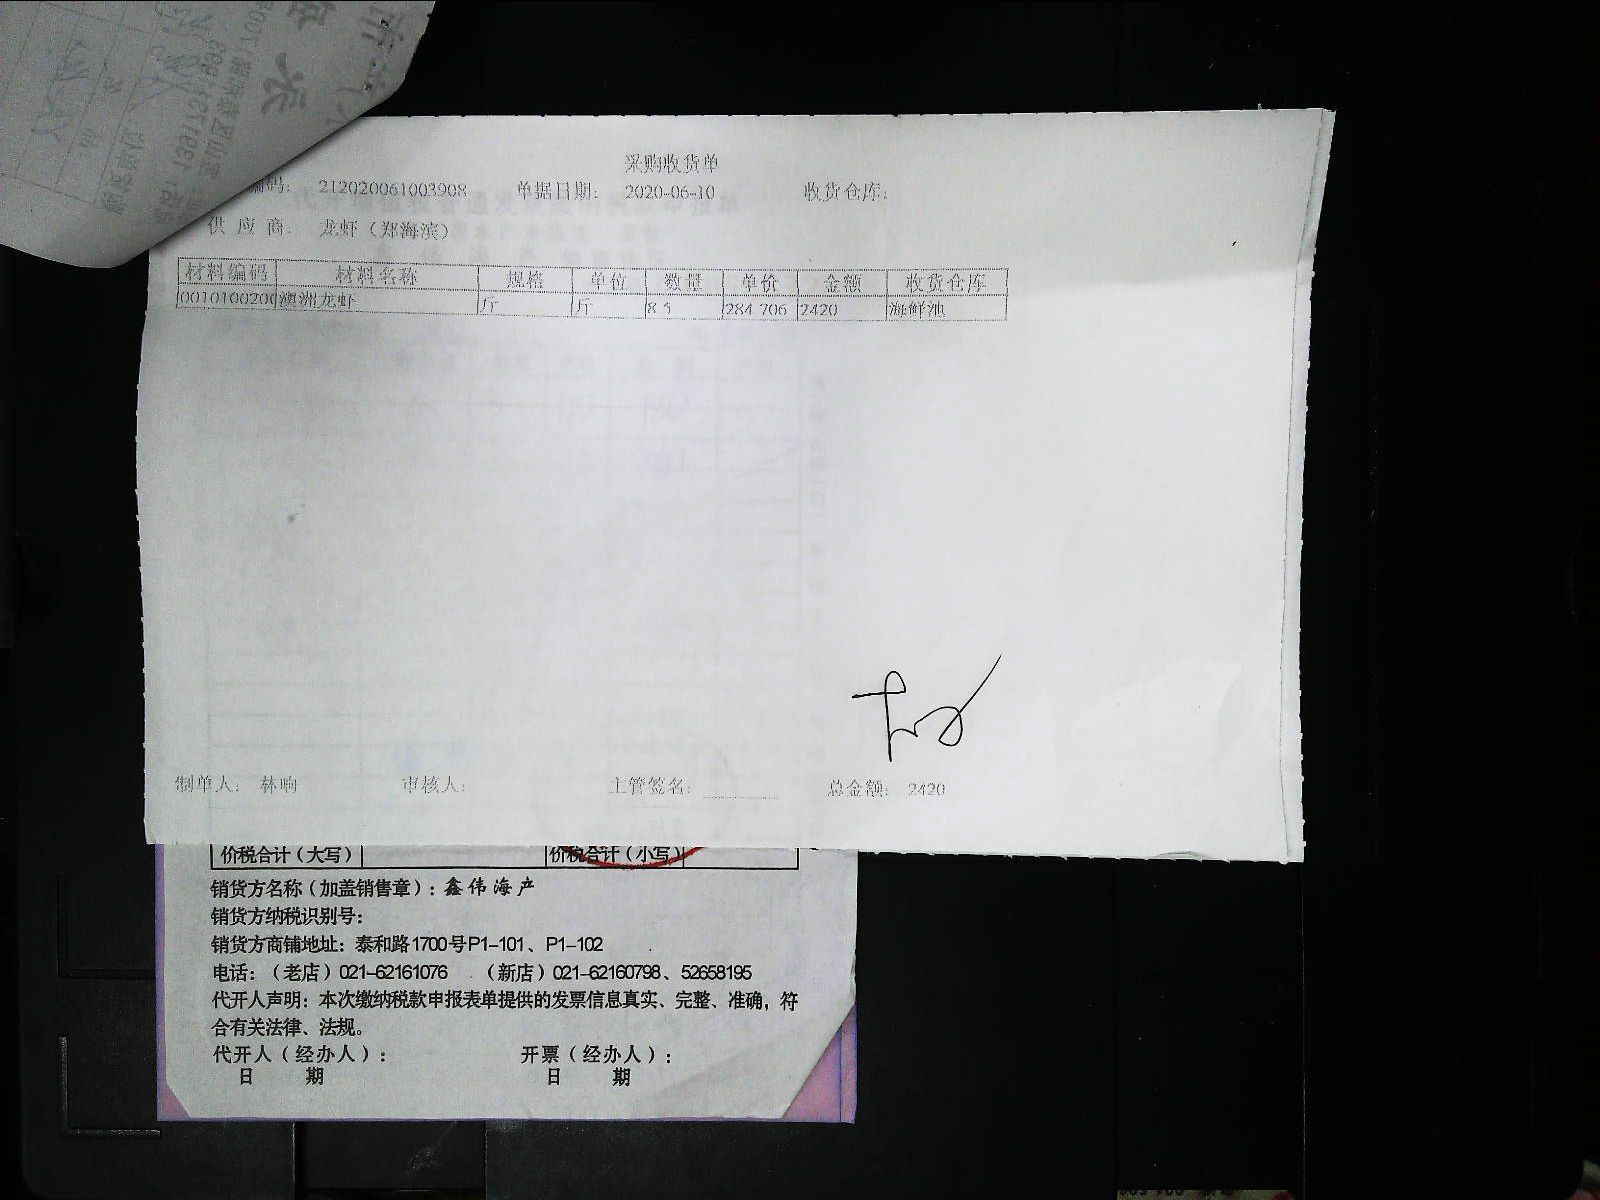 采购收货单
编码： 212020061003908 单据日期： 2020-06-10 收货仓库：
供 应 商： 龙虾（郑海滨）
材料编码 材料名称 规格 单位 数量 单价 金额 收货仓库
0010100200 澳洲龙虾 斤 斤 8.5 284.706 2420 海鲜池
制单人： 林响 审核人： 主管签名： 总金额： 2420
价税合计（大写） 价税合计（小写）
销货方名称（加盖销售章）：鑫伟海产
销货方纳税识别号：
销货方商铺地址：泰和路1700号P1-101、P1-102
电话：（老店）021-62161076 （新店）021-62160798、52658195
代开人声明：本次缴纳税款申报表单提供的发票信息真实、完整、准确，符
合有关法律、法规。
代开人（经办人）： 开票（经办人）：
日 期 日 期